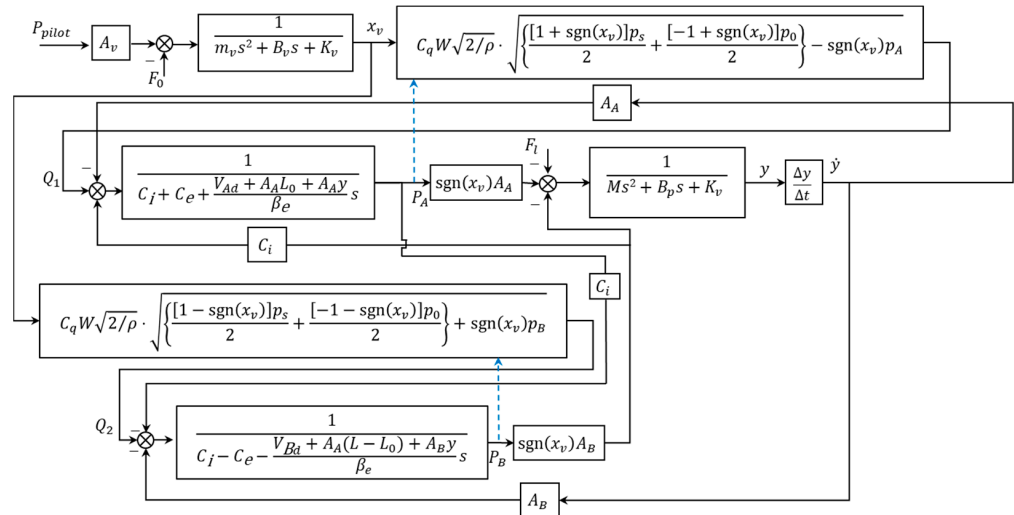 P_pilot
A_v
−
F_0
1
m_v s² + B_v s + K_v
x_v
C_q W√2/ρ · √{[1 + sgn(x_v)]p_s / 2 + [−1 + sgn(x_v)]p_0 / 2} − sgn(x_v)p_A
A_A
−
Q_1
1
C_i + C_e + (V_Ad + A_A L_0 + A_A y / β_e) s
P_A
sgn(x_v)A_A
F_l
−
−
1
Ms² + B_p s + K_v
y
Δy
Δt
ẏ
C_i
C_i
C_q W√2/ρ · √{[1 − sgn(x_v)]p_s / 2 + [−1 − sgn(x_v)]p_0 / 2} + sgn(x_v)p_B
Q_2
−
−
1
C_i − C_e − (V_Bd + A_A(L − L_0) + A_B y / β_e) s
P_B
sgn(x_v)A_B
A_B